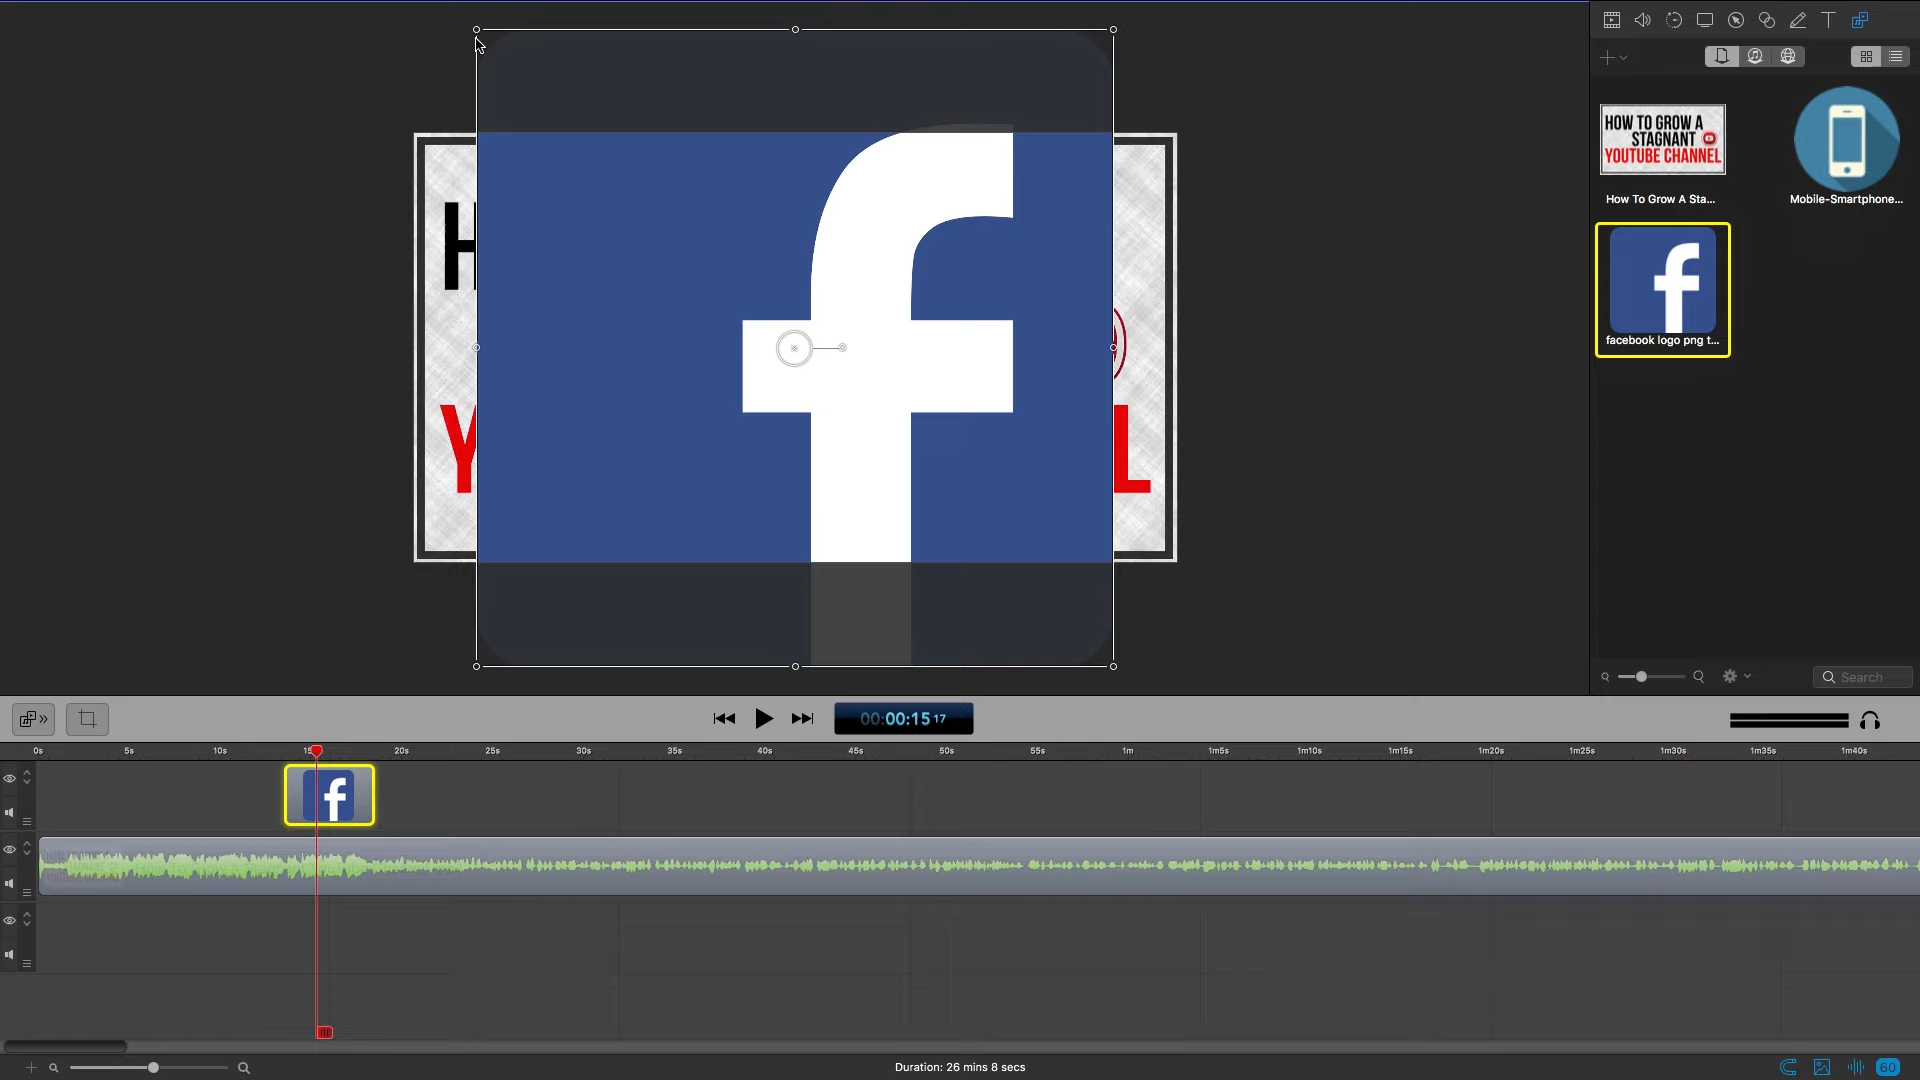 H
Y
L
HOW TO GROW A
STAGNANT
YOUTUBE CHANNEL
How To Grow A Sta...
Mobile-Smartphone...
f
facebook logo png t...
Search
00:00:15 17
0s 5s 10s 15 20s 25s 30s 35s 40s 45s 50s 55s 1m 1m5s 1m10s 1m15s 1m20s 1m25s 1m30s 1m35s 1m40s
f
Duration: 26 mins 8 secs
60